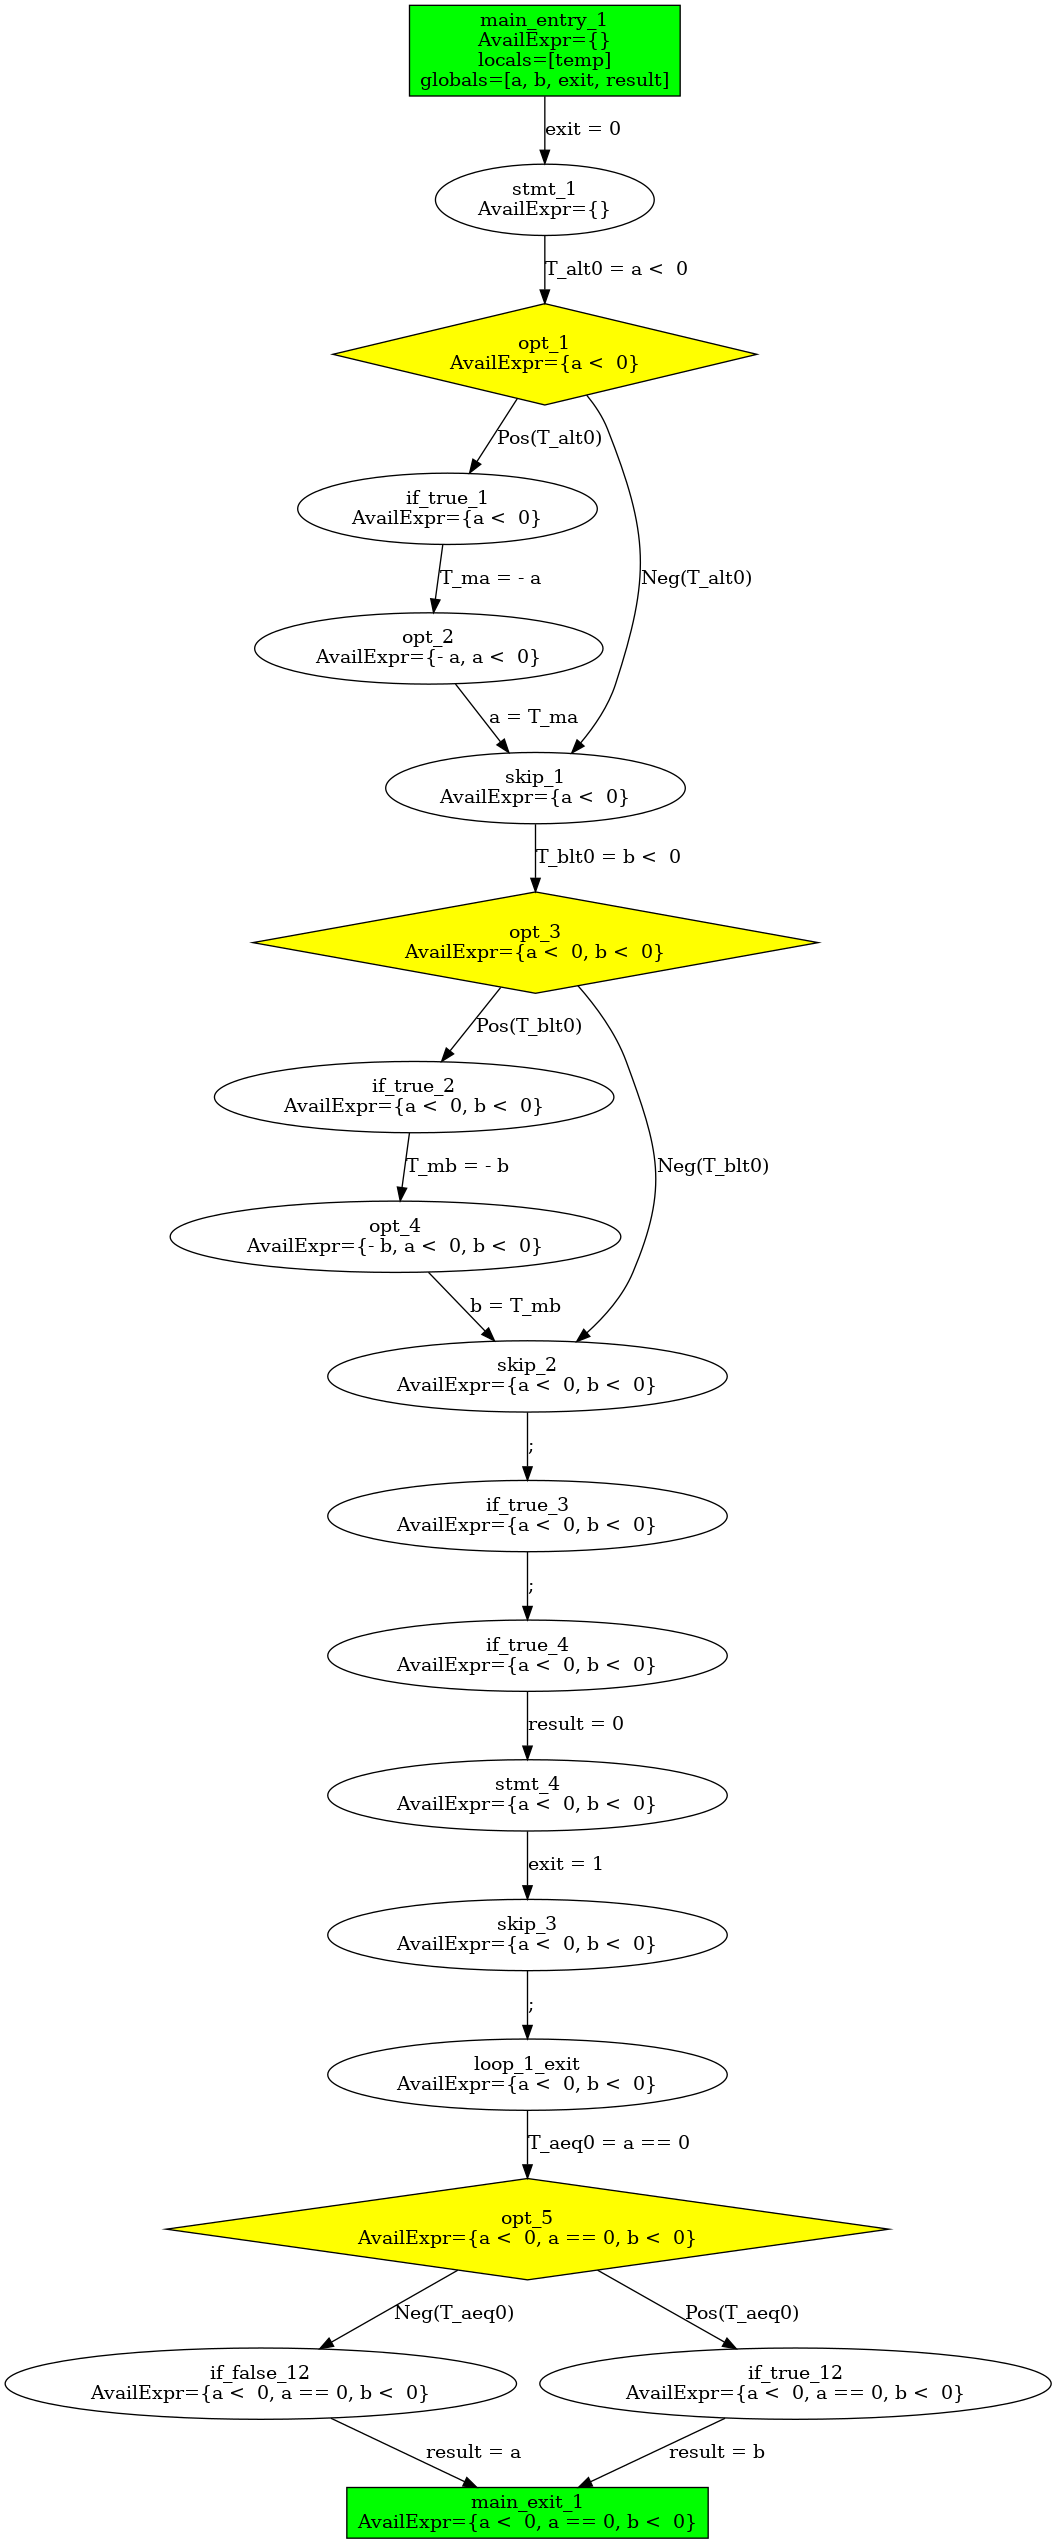 main_entry_1
AvailExpr={}
locals=[temp]
globals=[a, b, exit, result]
exit = 0
stmt_1
AvailExpr={}
T_alt0 = a <  0
opt_1
AvailExpr={a <  0}
Pos(T_alt0)
if_true_1
AvailExpr={a <  0}
T_ma = - a
Neg(T_alt0)
opt_2
AvailExpr={- a, a <  0}
a = T_ma
skip_1
AvailExpr={a <  0}
T_blt0 = b <  0
opt_3
AvailExpr={a <  0, b <  0}
Pos(T_blt0)
if_true_2
AvailExpr={a <  0, b <  0}
T_mb = - b
Neg(T_blt0)
opt_4
AvailExpr={- b, a <  0, b <  0}
b = T_mb
skip_2
AvailExpr={a <  0, b <  0}
;
if_true_3
AvailExpr={a <  0, b <  0}
;
if_true_4
AvailExpr={a <  0, b <  0}
result = 0
stmt_4
AvailExpr={a <  0, b <  0}
exit = 1
skip_3
AvailExpr={a <  0, b <  0}
;
loop_1_exit
AvailExpr={a <  0, b <  0}
T_aeq0 = a == 0
opt_5
AvailExpr={a <  0, a == 0, b <  0}
Neg(T_aeq0)
Pos(T_aeq0)
if_false_12
AvailExpr={a <  0, a == 0, b <  0}
if_true_12
AvailExpr={a <  0, a == 0, b <  0}
result = a
result = b
main_exit_1
AvailExpr={a <  0, a == 0, b <  0}